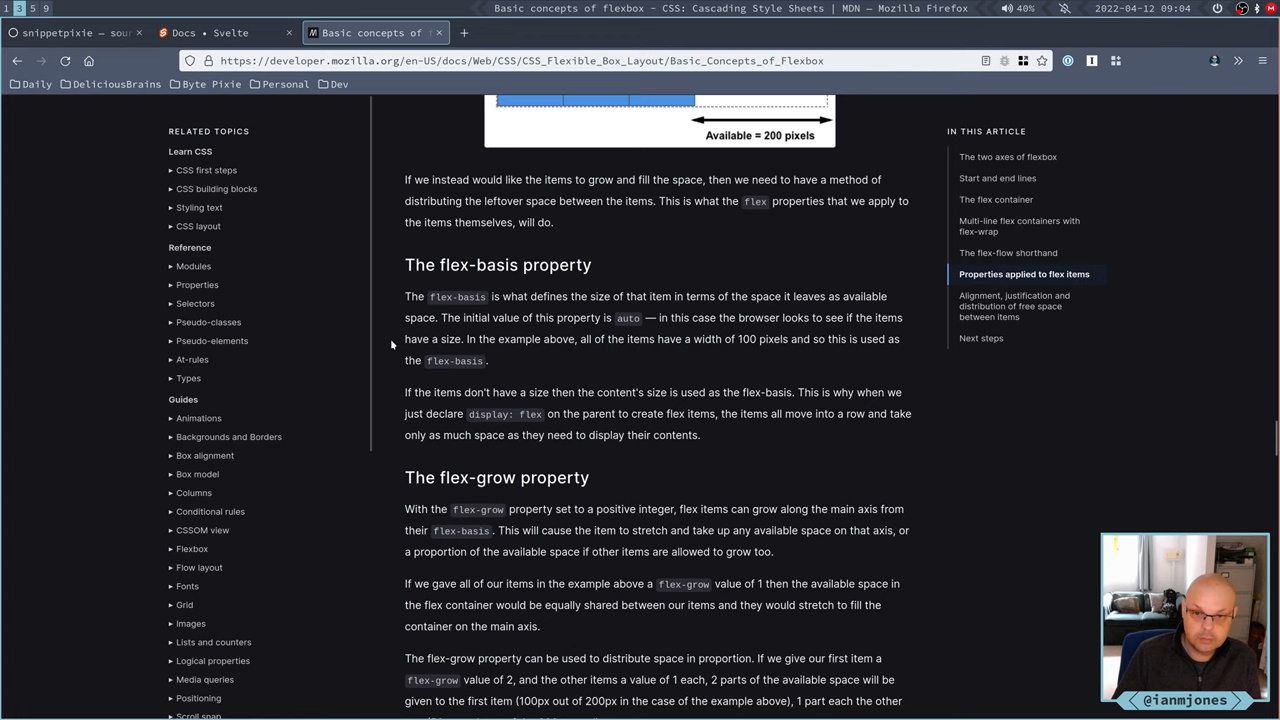 1 3 5 9
Basic concepts of flexbox - CSS: Cascading Style Sheets | MDN — Mozilla Firefox
40%
2022-04-12 09:04
snippetpixie — sour
Docs • Svelte
Basic concepts of f
https://developer.mozilla.org/en-US/docs/Web/CSS/CSS_Flexible_Box_Layout/Basic_Concepts_of_Flexbox
Daily
DeliciousBrains
Byte Pixie
Personal
Dev
RELATED TOPICS
Learn CSS
CSS first steps
CSS building blocks
Styling text
CSS layout
Reference
Modules
Properties
Selectors
Pseudo-classes
Pseudo-elements
At-rules
Types
Guides
Animations
Backgrounds and Borders
Box alignment
Box model
Columns
Conditional rules
CSSOM view
Flexbox
Flow layout
Fonts
Grid
Images
Lists and counters
Logical properties
Media queries
Positioning
Scroll snap
Available = 200 pixels
If we instead would like the items to grow and fill the space, then we need to have a method of
distributing the leftover space between the items. This is what the flex properties that we apply to
the items themselves, will do.
The flex-basis property
The flex-basis is what defines the size of that item in terms of the space it leaves as available
space. The initial value of this property is auto — in this case the browser looks to see if the items
have a size. In the example above, all of the items have a width of 100 pixels and so this is used as
the flex-basis.
If the items don't have a size then the content's size is used as the flex-basis. This is why when we
just declare display: flex on the parent to create flex items, the items all move into a row and take
only as much space as they need to display their contents.
The flex-grow property
With the flex-grow property set to a positive integer, flex items can grow along the main axis from
their flex-basis. This will cause the item to stretch and take up any available space on that axis, or
a proportion of the available space if other items are allowed to grow too.
If we gave all of our items in the example above a flex-grow value of 1 then the available space in
the flex container would be equally shared between our items and they would stretch to fill the
container on the main axis.
The flex-grow property can be used to distribute space in proportion. If we give our first item a
flex-grow value of 2, and the other items a value of 1 each, 2 parts of the available space will be
given to the first item (100px out of 200px in the case of the example above), 1 part each the other
IN THIS ARTICLE
The two axes of flexbox
Start and end lines
The flex container
Multi-line flex containers with
flex-wrap
The flex-flow shorthand
Properties applied to flex items
Alignment, justification and
distribution of free space
between items
Next steps
@ianmjones